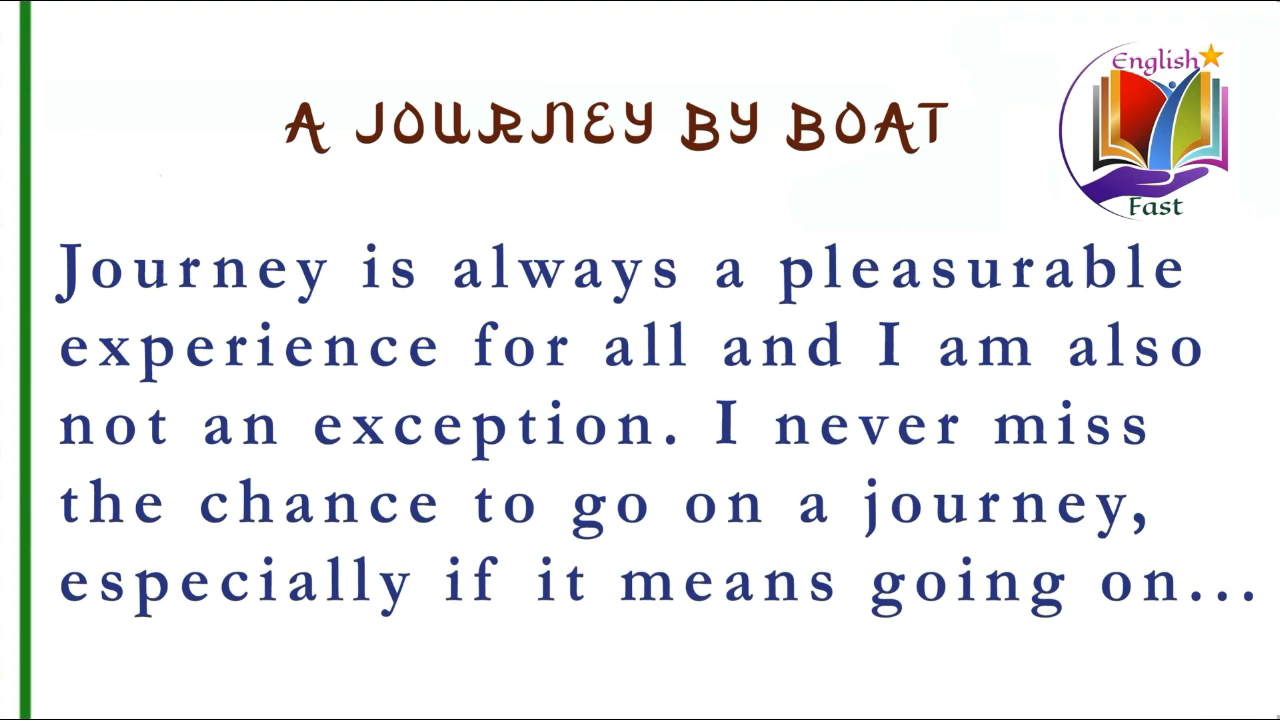 English
Fast
A JOURNEY BY BOAT
Journey is always a pleasurable
experience for all and I am also
not an exception. I never miss
the chance to go on a journey,
especially if it means going on...